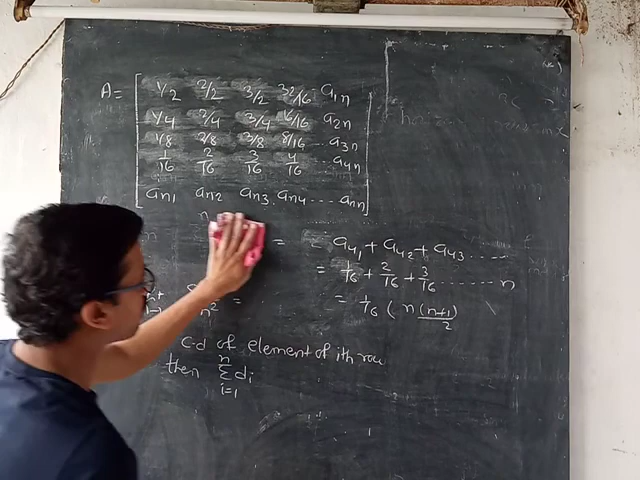 A = [ 1/2 2/2 3/2 32/16 a1n
1/4 2/4 3/4 16/16 a2n
1/8 2/8 3/8 8/16 ... a3n
1/16 2/16 3/16 4/16 ... a4n
an1 an2 an3 an4 ... ann ]
= = a41 + a42 + a43 ......
= 1/16 + 2/16 + 3/16 ....... n
= 1/16 ( n (n+1)/2
n² =
C.d of element of ith row
then n Σ i=1 di